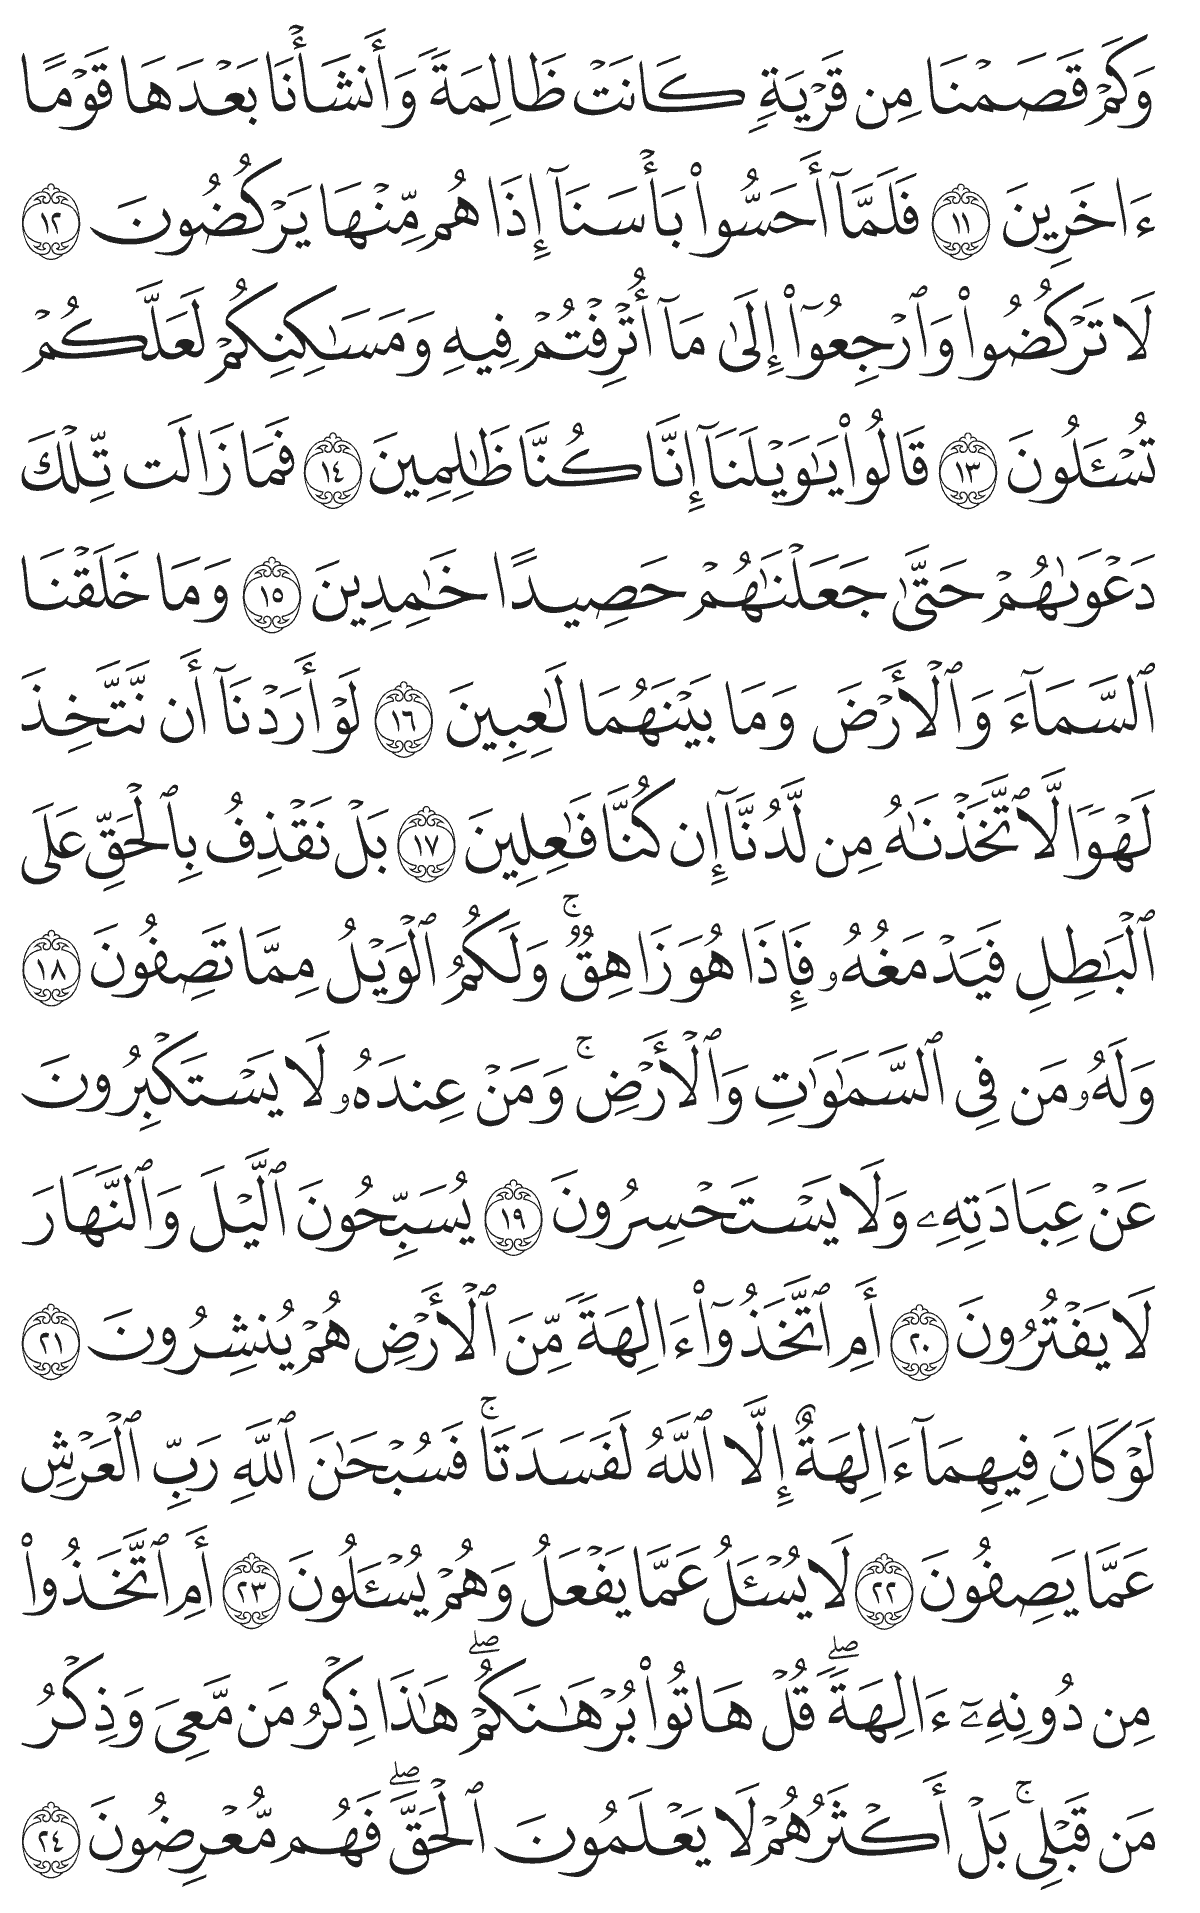 وَكَمۡ قَصَمۡنَا مِن قَرۡيَةٖ كَانَتۡ ظَالِمَةٗ وَأَنشَأۡنَا بَعۡدَهَا قَوۡمًا
ءَاخَرِينَ ١١ فَلَمَّآ أَحَسُّواْ بَأۡسَنَآ إِذَا هُم مِّنۡهَا يَرۡكُضُونَ ١٢
لَا تَرۡكُضُواْ وَٱرۡجِعُوٓاْ إِلَىٰ مَآ أُتۡرِفۡتُمۡ فِيهِ وَمَسَٰكِنِكُمۡ لَعَلَّكُمۡ
تُسۡـَٔلُونَ ١٣ قَالُواْ يَٰوَيۡلَنَآ إِنَّا كُنَّا ظَٰلِمِينَ ١٤ فَمَا زَالَت تِّلۡكَ
دَعۡوَىٰهُمۡ حَتَّىٰ جَعَلۡنَٰهُمۡ حَصِيدًا خَٰمِدِينَ ١٥ وَمَا خَلَقۡنَا
ٱلسَّمَآءَ وَٱلۡأَرۡضَ وَمَا بَيۡنَهُمَا لَٰعِبِينَ ١٦ لَوۡ أَرَدۡنَآ أَن نَّتَّخِذَ
لَهۡوٗا لَّٱتَّخَذۡنَٰهُ مِن لَّدُنَّآ إِن كُنَّا فَٰعِلِينَ ١٧ بَلۡ نَقۡذِفُ بِٱلۡحَقِّ عَلَى
ٱلۡبَٰطِلِ فَيَدۡمَغُهُۥ فَإِذَا هُوَ زَاهِقٞۚ وَلَكُمُ ٱلۡوَيۡلُ مِمَّا تَصِفُونَ ١٨
وَلَهُۥ مَن فِي ٱلسَّمَٰوَٰتِ وَٱلۡأَرۡضِۚ وَمَنۡ عِندَهُۥ لَا يَسۡتَكۡبِرُونَ
عَنۡ عِبَادَتِهِۦ وَلَا يَسۡتَحۡسِرُونَ ١٩ يُسَبِّحُونَ ٱلَّيۡلَ وَٱلنَّهَارَ
لَا يَفۡتُرُونَ ٢٠ أَمِ ٱتَّخَذُوٓاْ ءَالِهَةٗ مِّنَ ٱلۡأَرۡضِ هُمۡ يُنشِرُونَ ٢١
لَوۡ كَانَ فِيهِمَآ ءَالِهَةٌ إِلَّا ٱللَّهُ لَفَسَدَتَاۚ فَسُبۡحَٰنَ ٱللَّهِ رَبِّ ٱلۡعَرۡشِ
عَمَّا يَصِفُونَ ٢٢ لَا يُسۡـَٔلُ عَمَّا يَفۡعَلُ وَهُمۡ يُسۡـَٔلُونَ ٢٣ أَمِ ٱتَّخَذُواْ
مِن دُونِهِۦٓ ءَالِهَةٗۖ قُلۡ هَاتُواْ بُرۡهَٰنَكُمۡۖ هَٰذَا ذِكۡرُ مَن مَّعِيَ وَذِكۡرُ
مَن قَبۡلِيۚ بَلۡ أَكۡثَرُهُمۡ لَا يَعۡلَمُونَ ٱلۡحَقَّۖ فَهُم مُّعۡرِضُونَ ٢٤